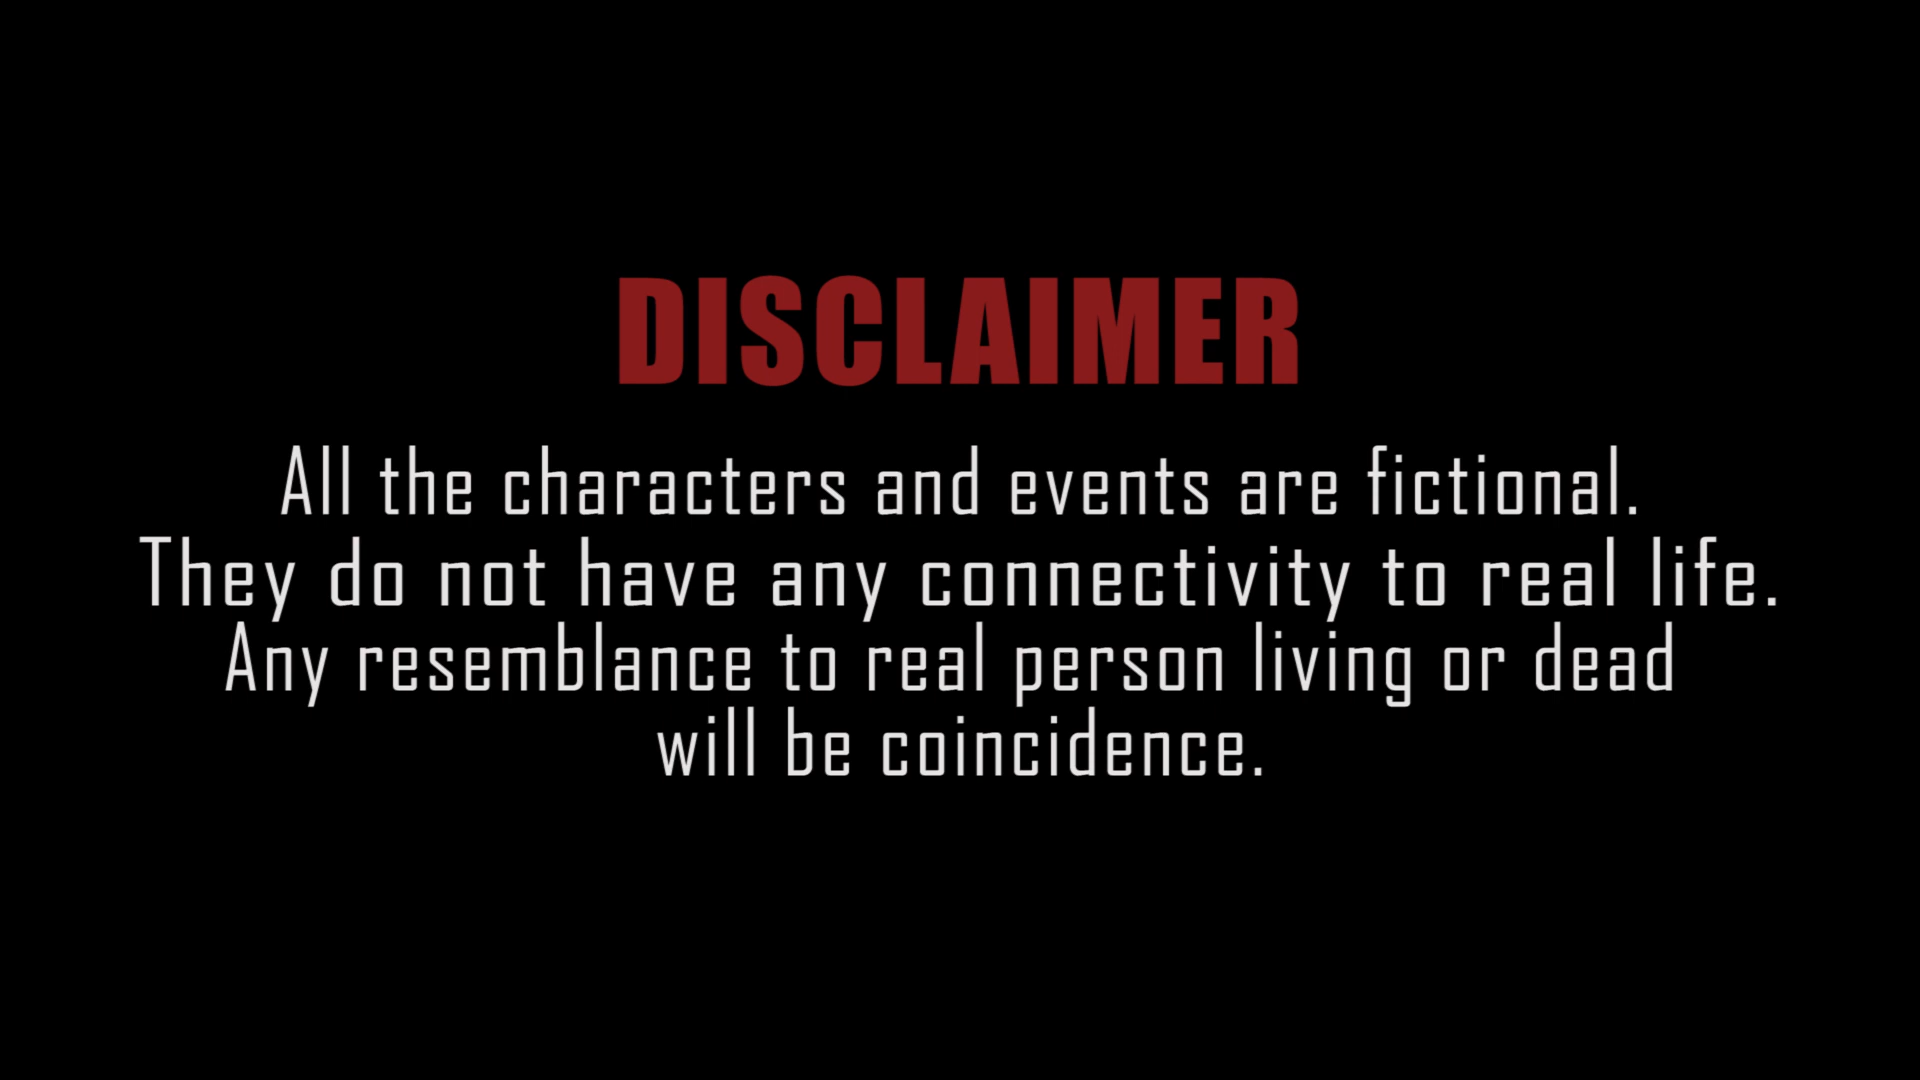 DISCLAIMER
All the characters and events are fictional.
They do not have any connectivity to real life.
Any resemblance to real person living or dead
will be coincidence.